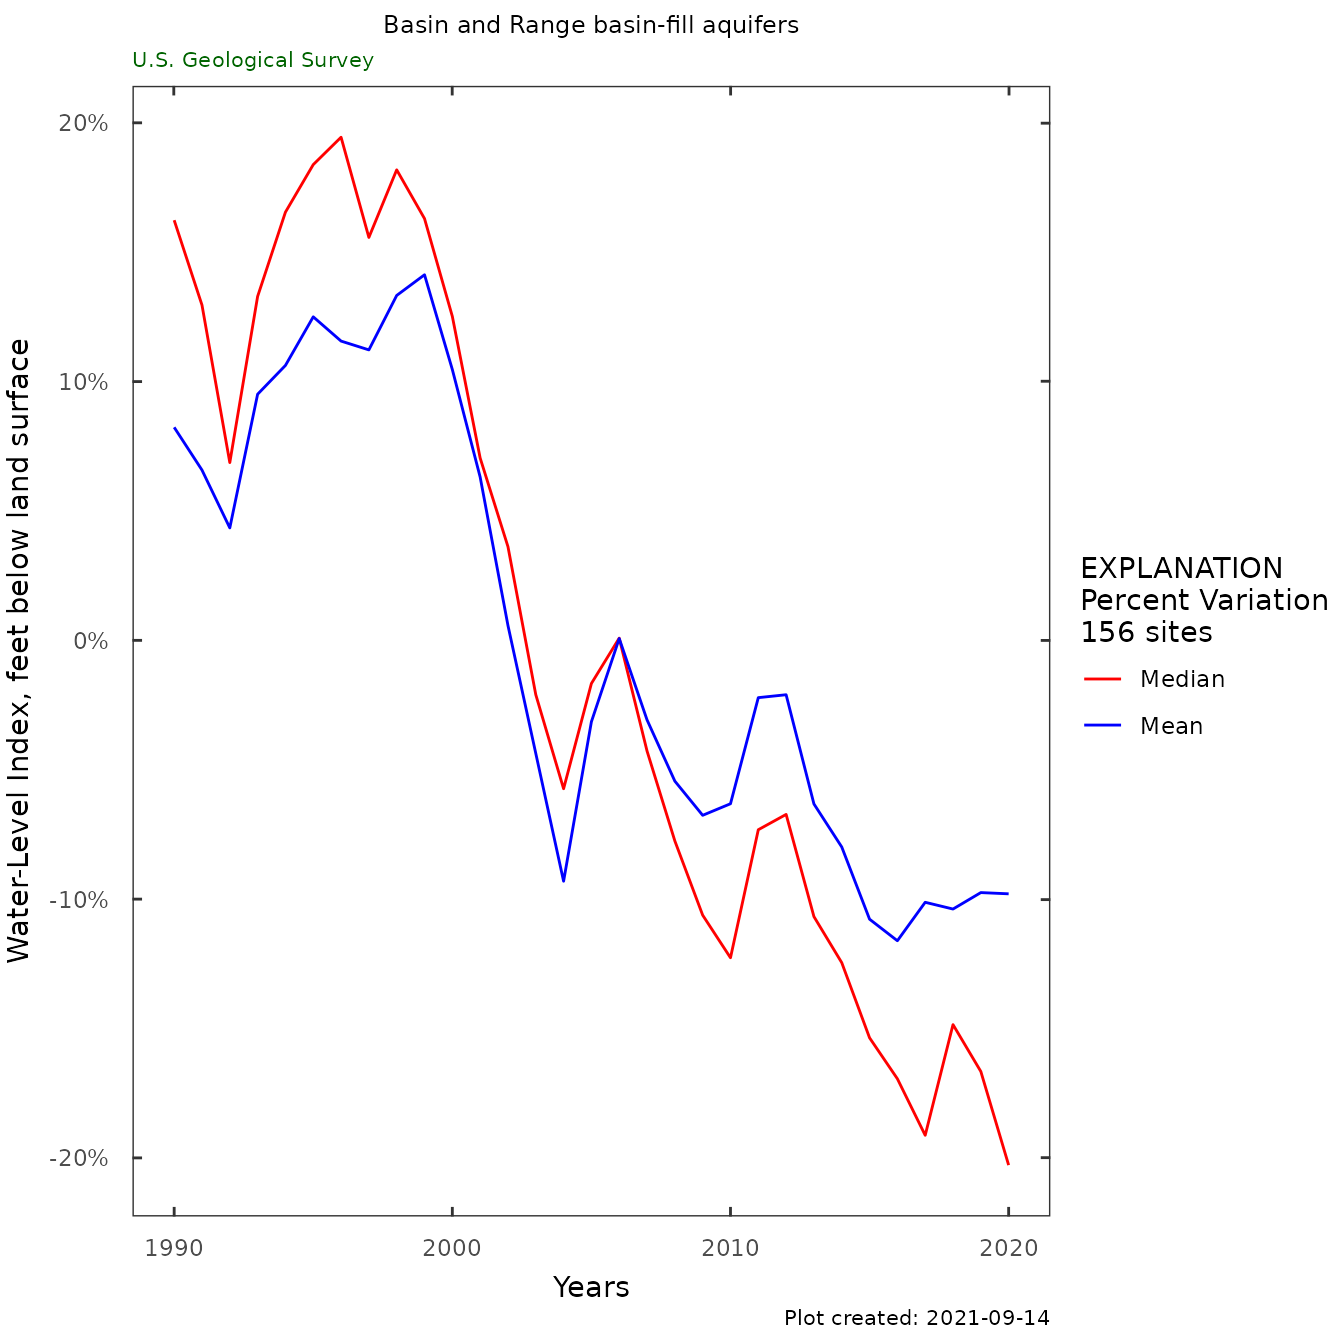 Basin and Range basin-fill aquifers
U.S. Geological Survey
Water-Level Index, feet below land surface
20%
10%
0%
-10%
-20%
1990
2000
2010
2020
Years
EXPLANATION
Percent Variation
156 sites
Median
Mean
Plot created: 2021-09-14